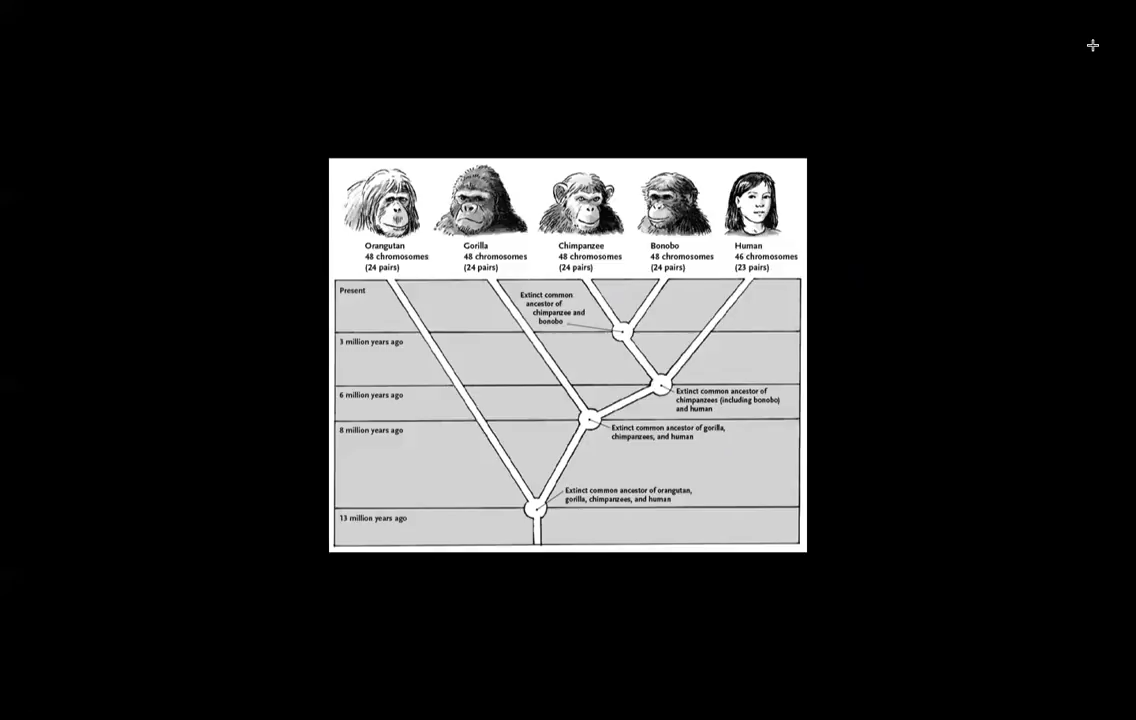 Orangutan
48 chromosomes
(24 pairs)
Gorilla
48 chromosomes
(24 pairs)
Chimpanzee
48 chromosomes
(24 pairs)
Bonobo
48 chromosomes
(24 pairs)
Human
46 chromosomes
(23 pairs)
Present
Extinct common
ancestor of
chimpanzee and
bonobo
3 million years ago
6 million years ago
Extinct common ancestor of
chimpanzees (including bonobo)
and human
8 million years ago
Extinct common ancestor of gorilla,
chimpanzees, and human
Extinct common ancestor of orangutan,
gorilla, chimpanzees, and human
13 million years ago